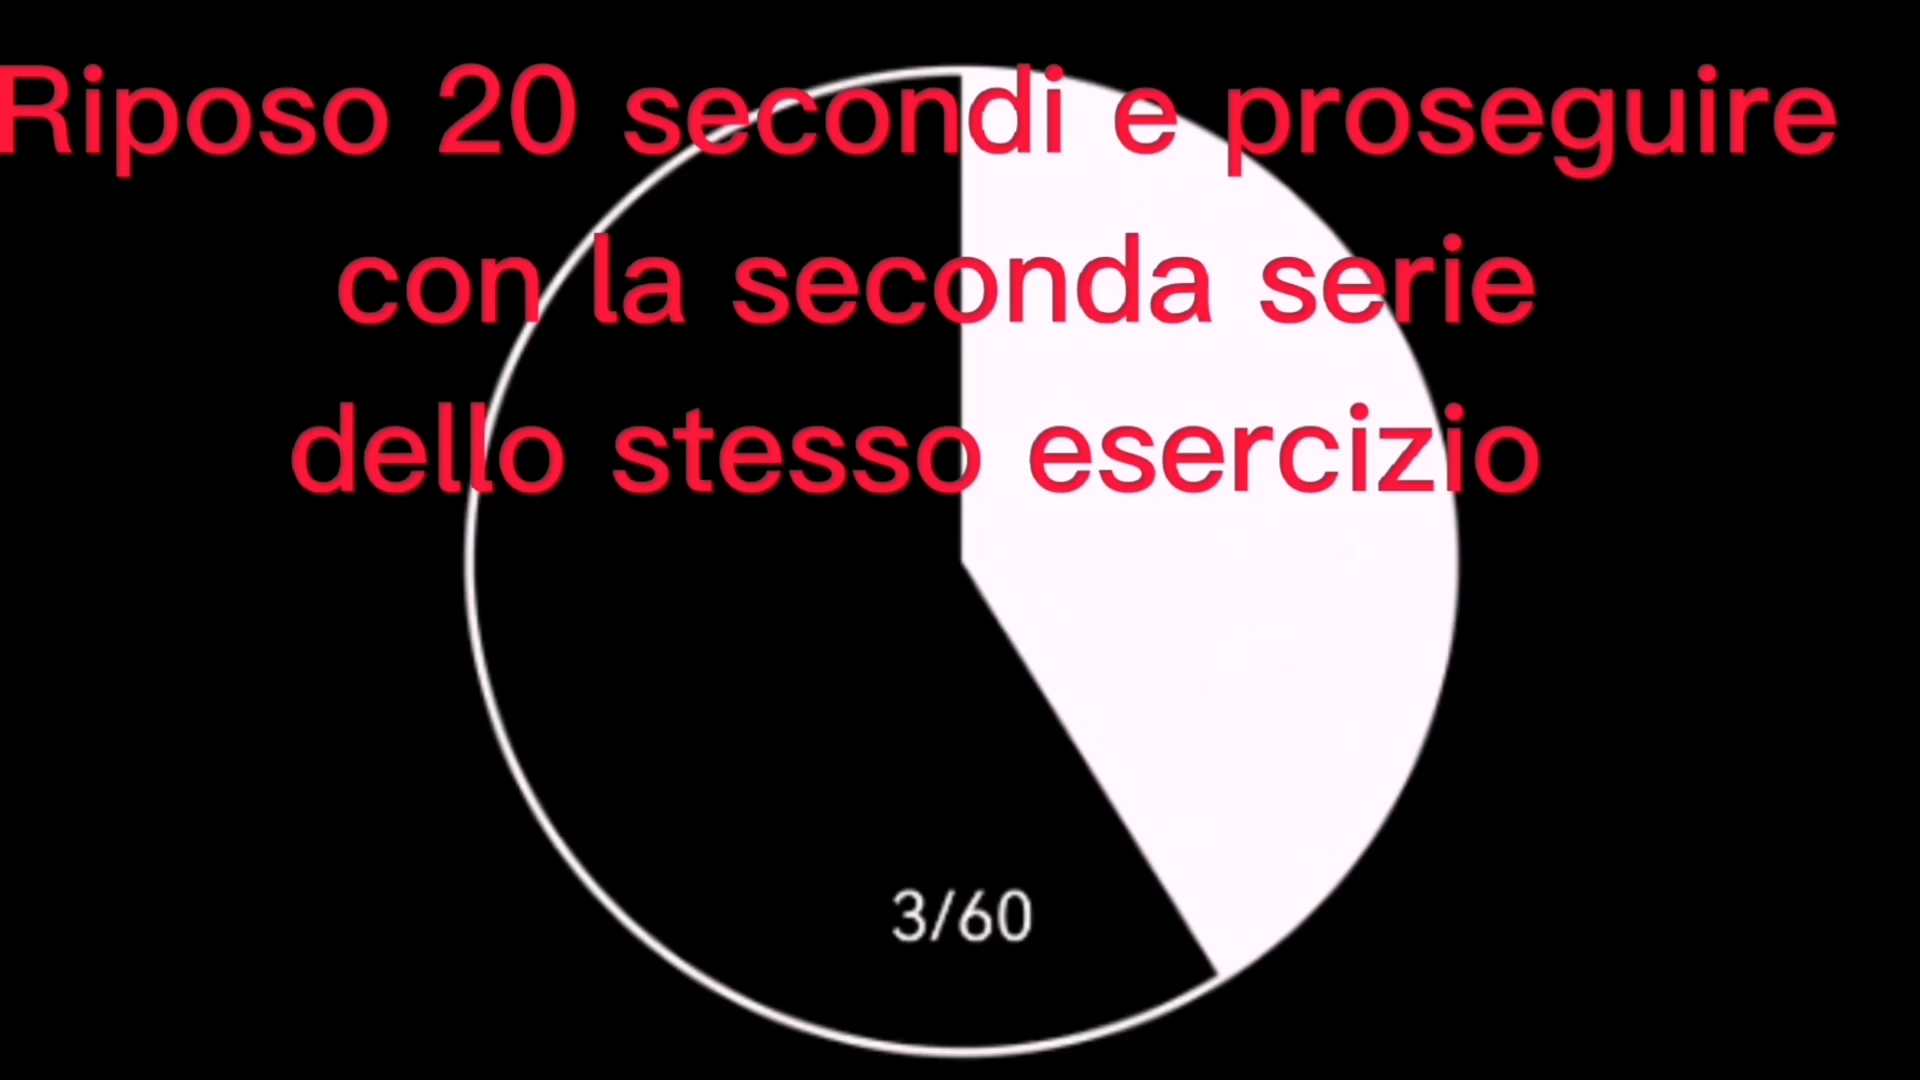 Riposo 20 secondi e proseguire
con la seconda serie
dello stesso esercizio
3/60